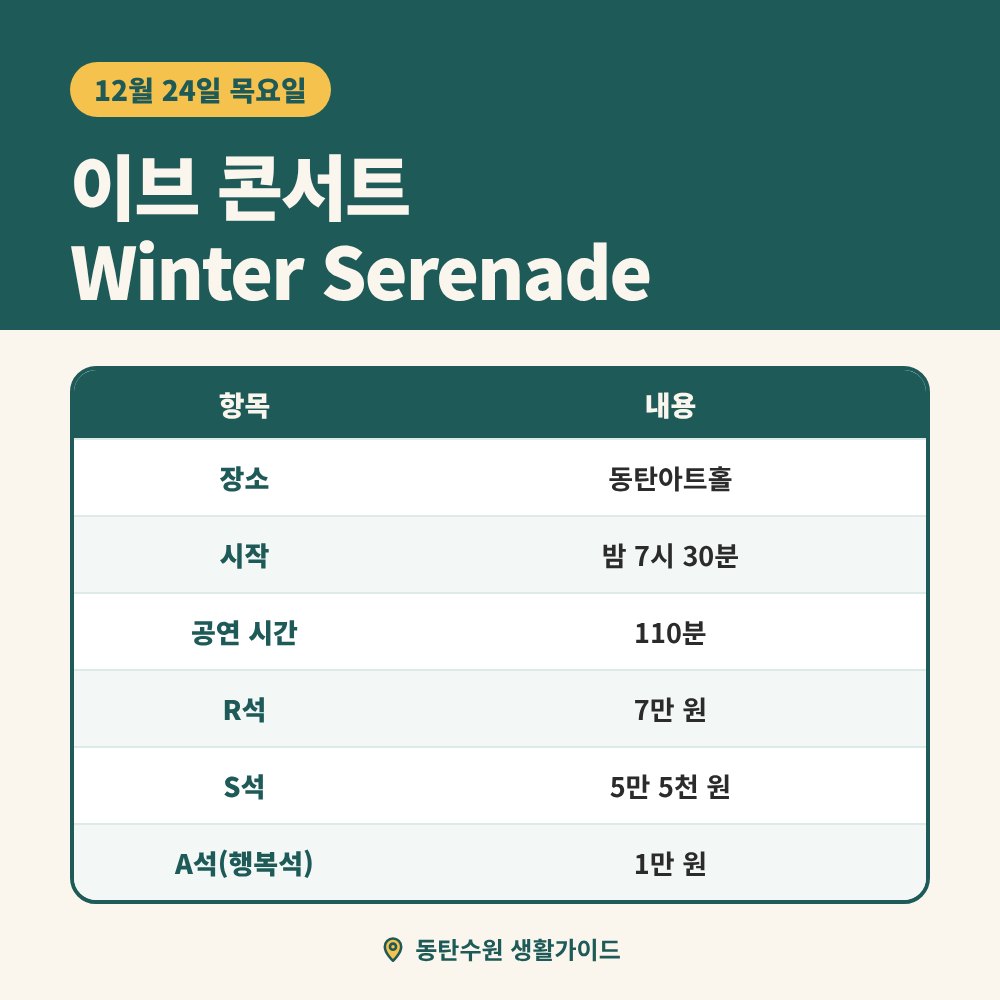 12월 24일 목요일
이브 콘서트
Winter Serenade
항목 내용
장소 동탄아트홀
시작 밤 7시 30분
공연 시간 110분
R석 7만 원
S석 5만 5천 원
A석(행복석) 1만 원
동탄수원 생활가이드